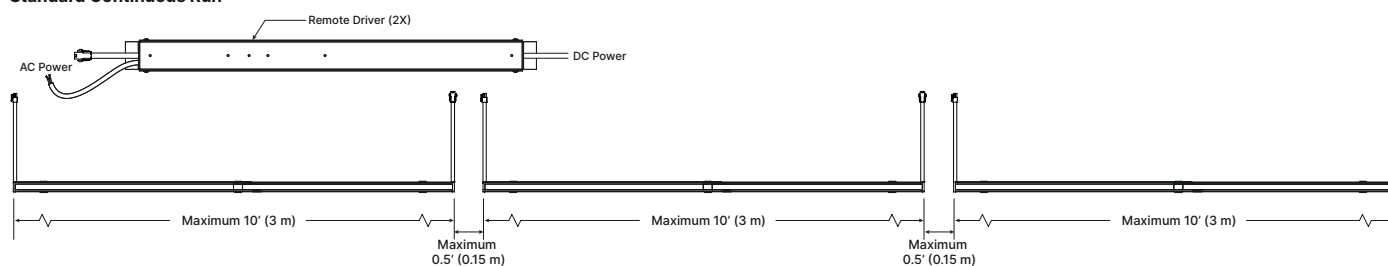 Standard Continuous Run
Remote Driver (2X)
AC Power
DC Power
Maximum 10’ (3 m)
Maximum
0.5’ (0.15 m)
Maximum 10’ (3 m)
Maximum
0.5’ (0.15 m)
Maximum 10’ (3 m)